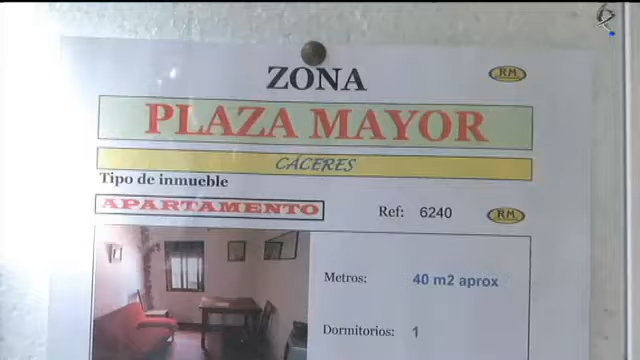 ZONA
RM
PLAZA MAYOR
CÁCERES
Tipo de inmueble
APARTAMENTO
Ref: 6240
RM
Metros: 40 m2 aprox
Dormitorios: 1